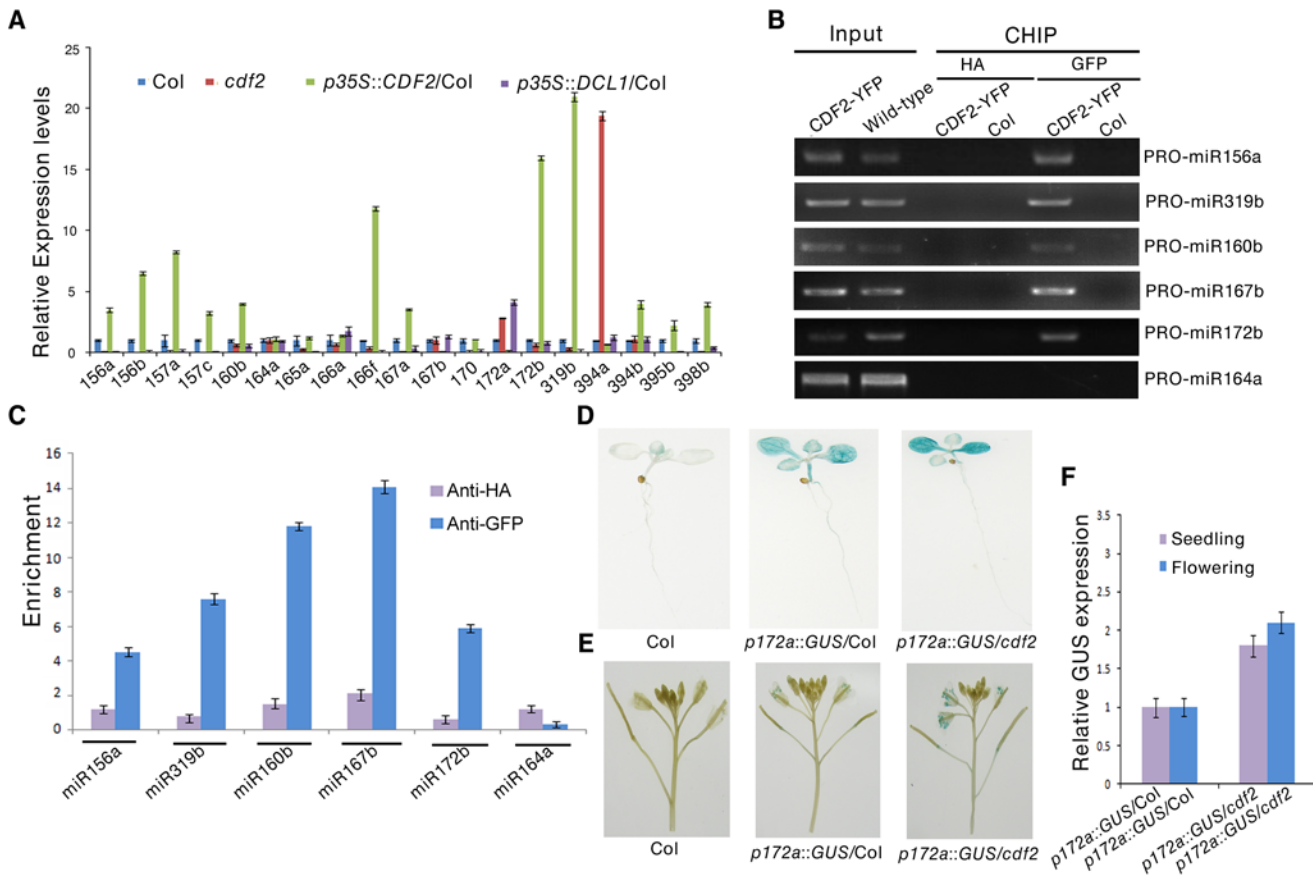 A
25
20
15
10
5
0
Relative Expression levels
Col cdf2 p35S::CDF2/Col p35S::DCL1/Col
156a 156b 157a 157c 160b 164a 165a 166a 166f 167a 167b 170 172a 172b 319b 394a 394b 395b 398b
B
Input CHIP
HA GFP
CDF2-YFP Wild-type CDF2-YFP Col CDF2-YFP Col
PRO-miR156a
PRO-miR319b
PRO-miR160b
PRO-miR167b
PRO-miR172b
PRO-miR164a
C
16
14
12
10
8
6
4
2
0
Enrichment
Anti-HA
Anti-GFP
miR156a miR319b miR160b miR167b miR172b miR164a
D
Col p172a::GUS/Col p172a::GUS/cdf2
E
Col p172a::GUS/Col p172a::GUS/cdf2
F
3.5
3
2.5
2
1.5
1
0.5
0
Relative GUS expression
Seedling
Flowering
p172a::GUS/Col
p172a::GUS/Col
p172a::GUS/cdf2
p172a::GUS/cdf2